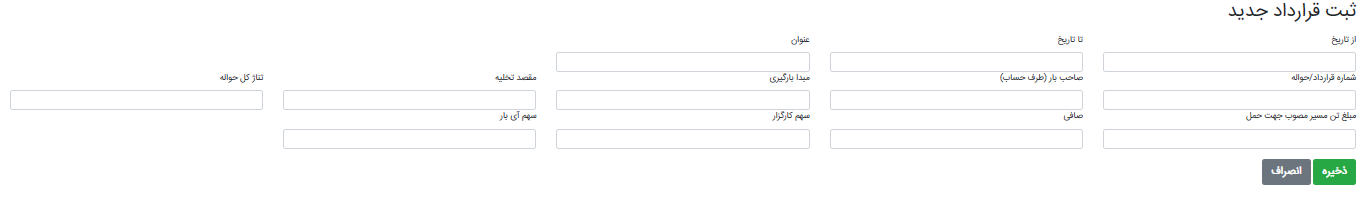 ثبت قرارداد جدید
از تاریخ تا تاریخ عنوان
شماره قرارداد/حواله صاحب بار (طرف حساب) مبدا بارگیری مقصد تخلیه تناژ کل حواله
مبلغ تن مسیر مصوب جهت حمل صافی سهم کارگزار سهم آی بار
ذخیره انصراف